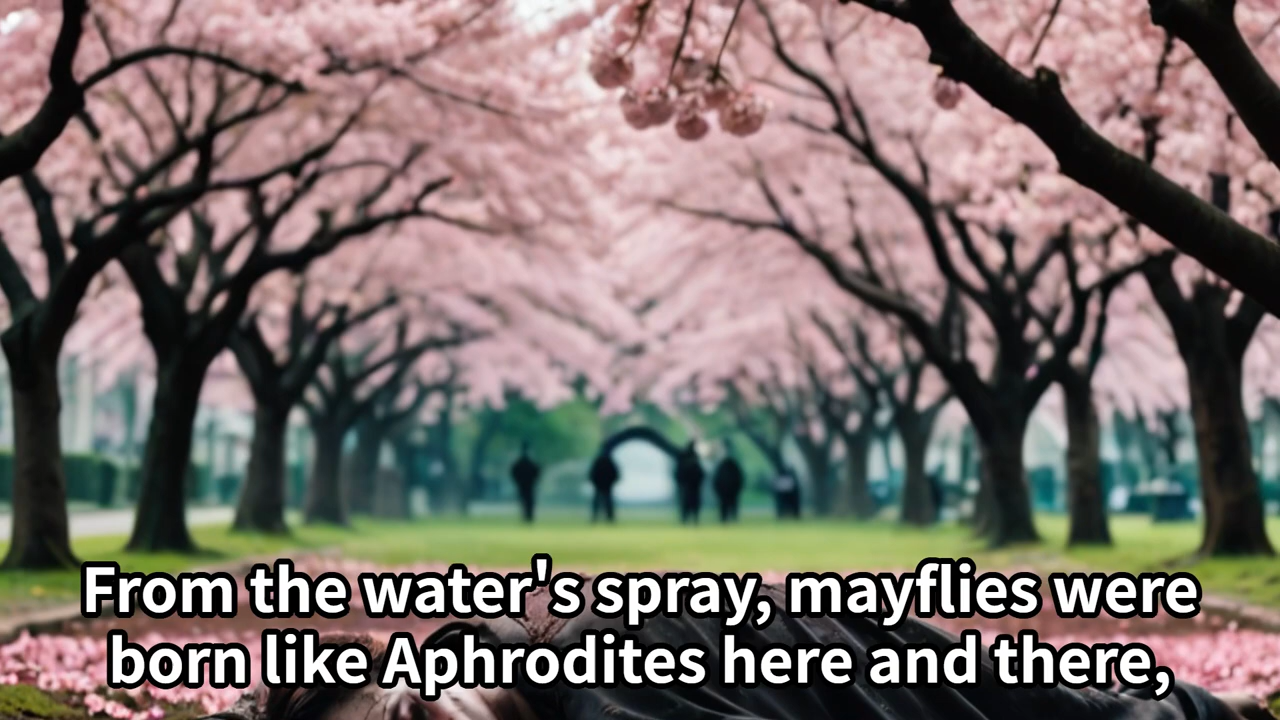 From the water's spray, mayflies were
born like Aphrodites here and there,